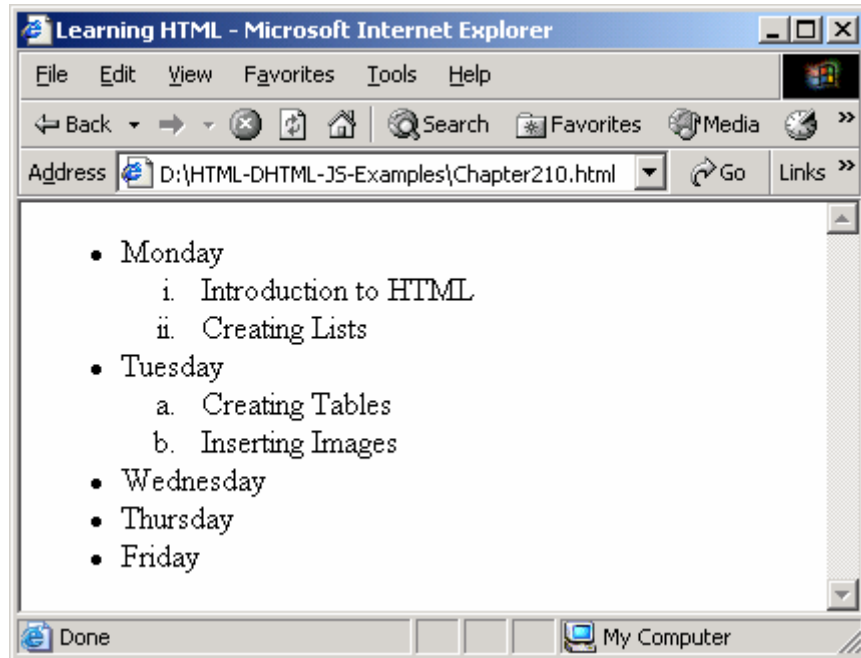 Learning HTML - Microsoft Internet Explorer
File Edit View Favorites Tools Help
Back Search Favorites Media »
Address D:\HTML-DHTML-JS-Examples\Chapter210.html Go Links »
• Monday
i. Introduction to HTML
ii. Creating Lists
• Tuesday
a. Creating Tables
b. Inserting Images
• Wednesday
• Thursday
• Friday
Done My Computer